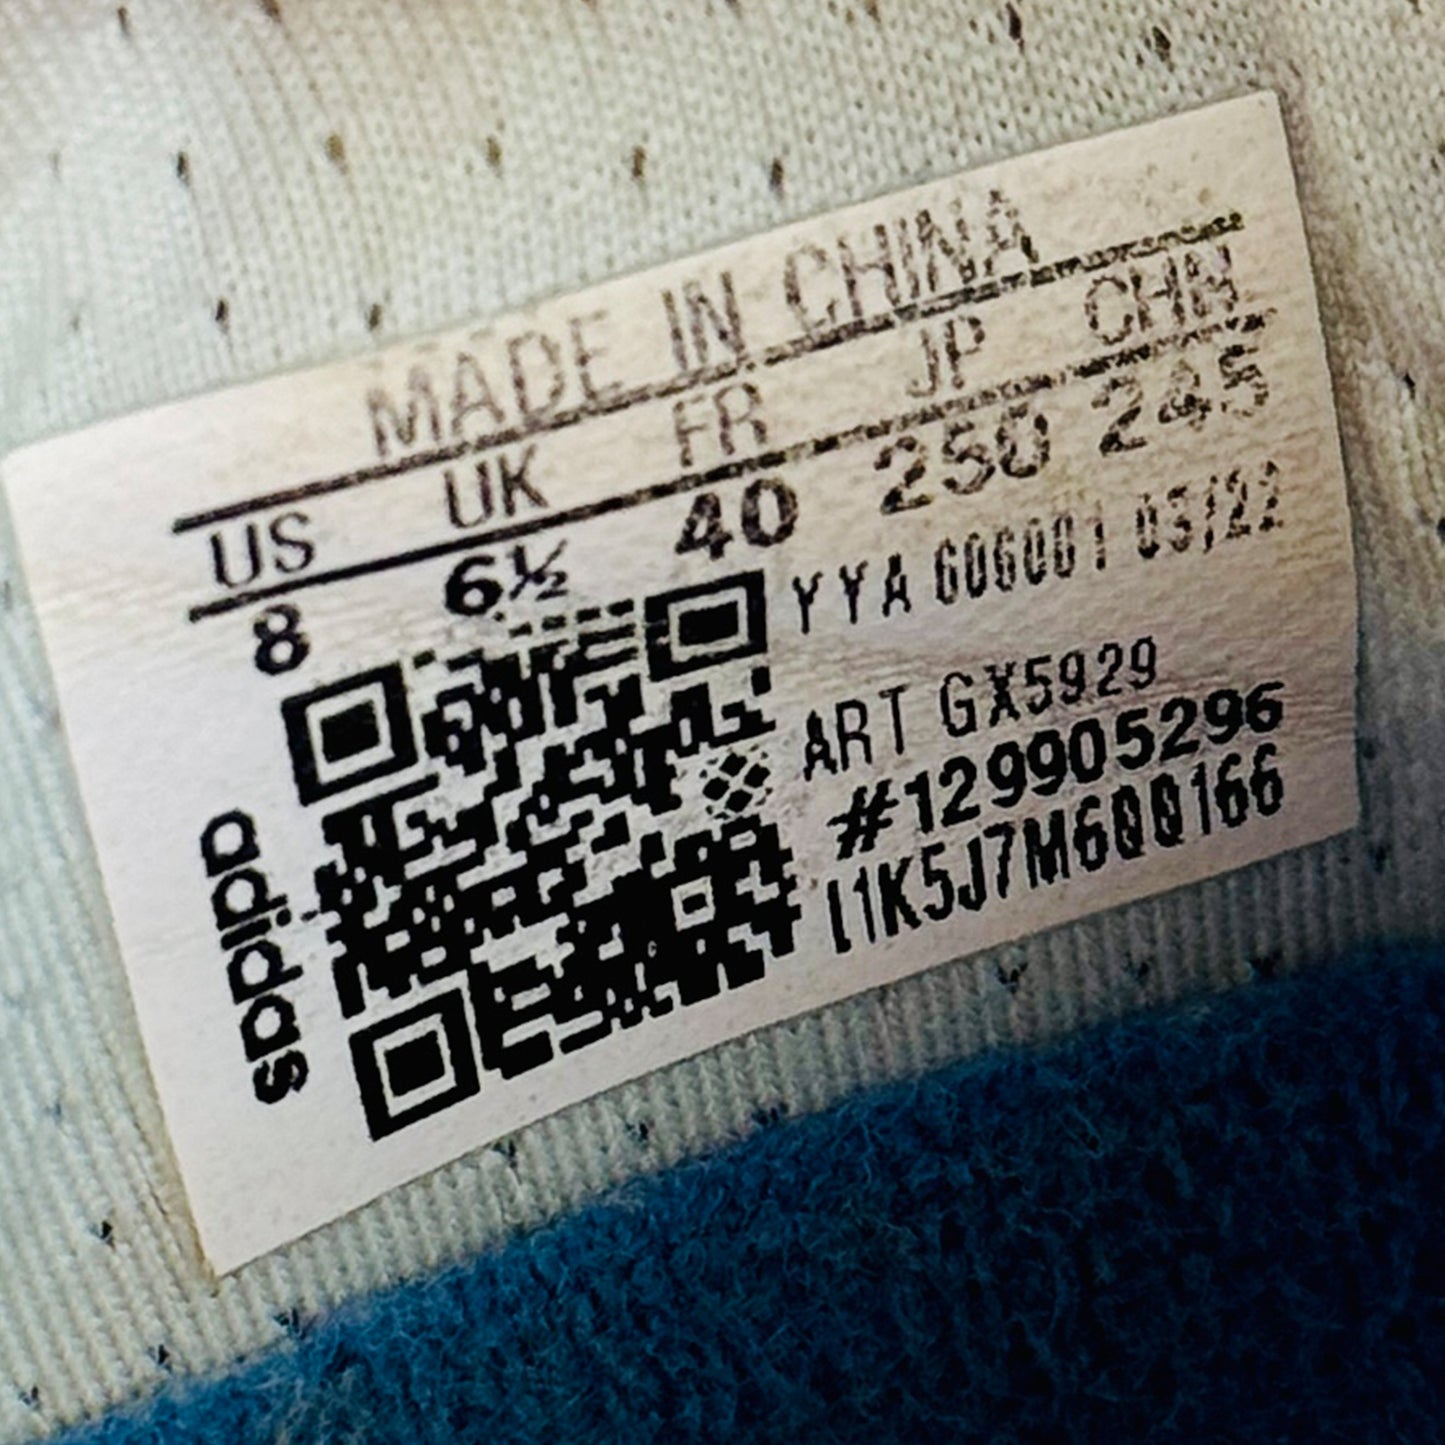 MADE IN CHINA
US UK FR JP CHN
8 6½ 40 250 245
YYA 606001 03/22
ART GX5929
#129905296
I1K5J7M600166
adidas